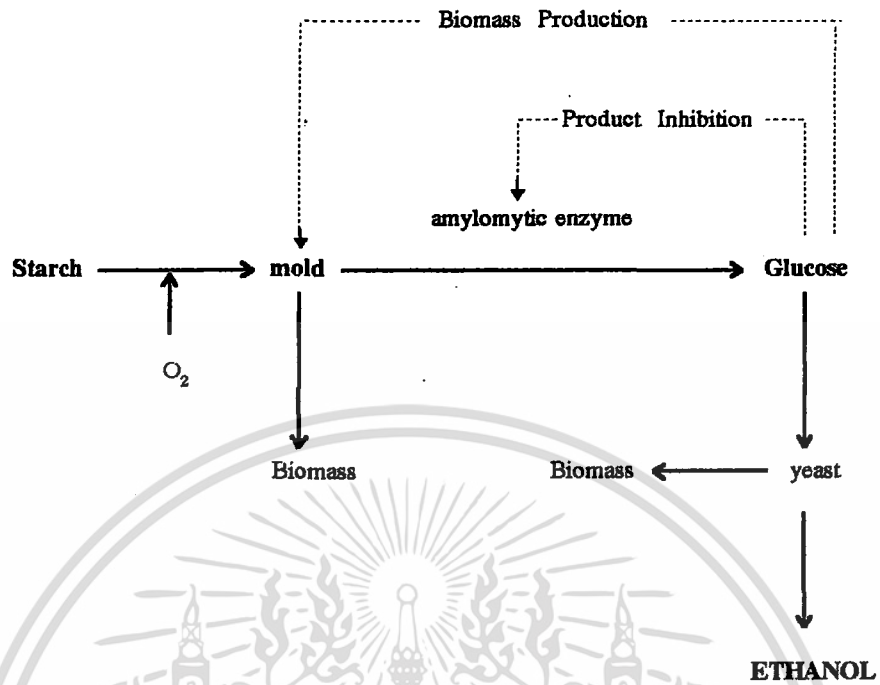 Biomass Production
Product Inhibition
amylomytic enzyme
Starch mold Glucose
O₂
Biomass Biomass yeast
ETHANOL